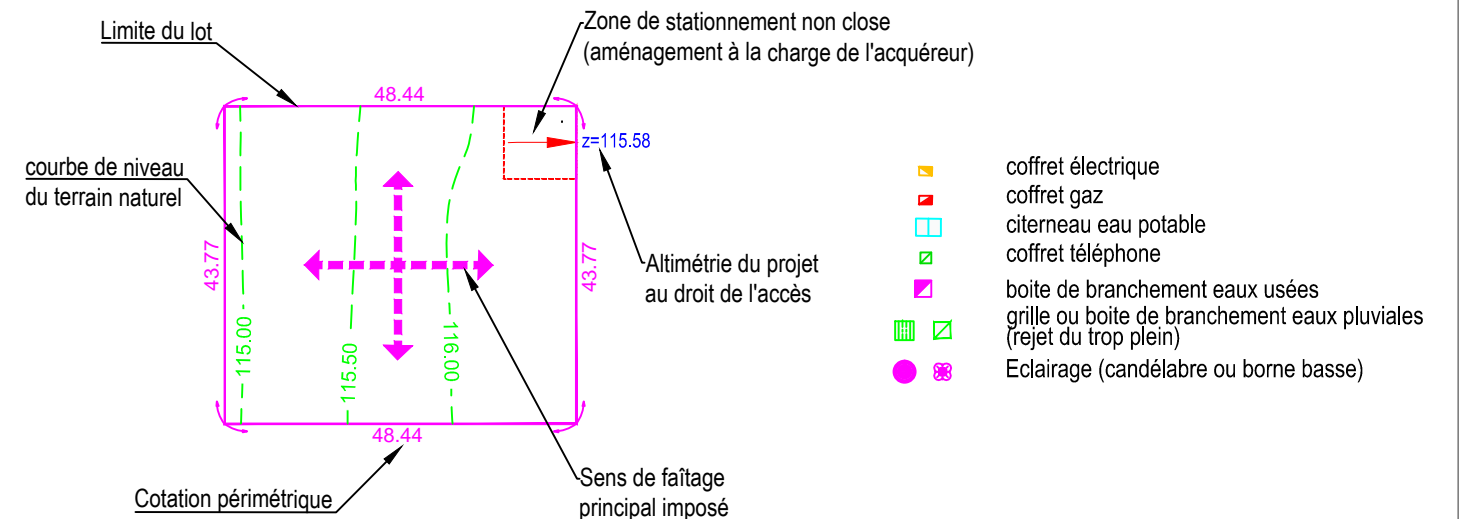 Limite du lot
Zone de stationnement non close
(aménagement à la charge de l'acquéreur)
48.44
z=115.58
courbe de niveau
du terrain naturel
43.77
43.77
Altimétrie du projet
au droit de l'accès
115.00
115.50
116.00
48.44
Cotation périmétrique
Sens de faîtage
principal imposé
coffret électrique
coffret gaz
citerneau eau potable
coffret téléphone
boite de branchement eaux usées
grille ou boite de branchement eaux pluviales
(rejet du trop plein)
Eclairage (candélabre ou borne basse)